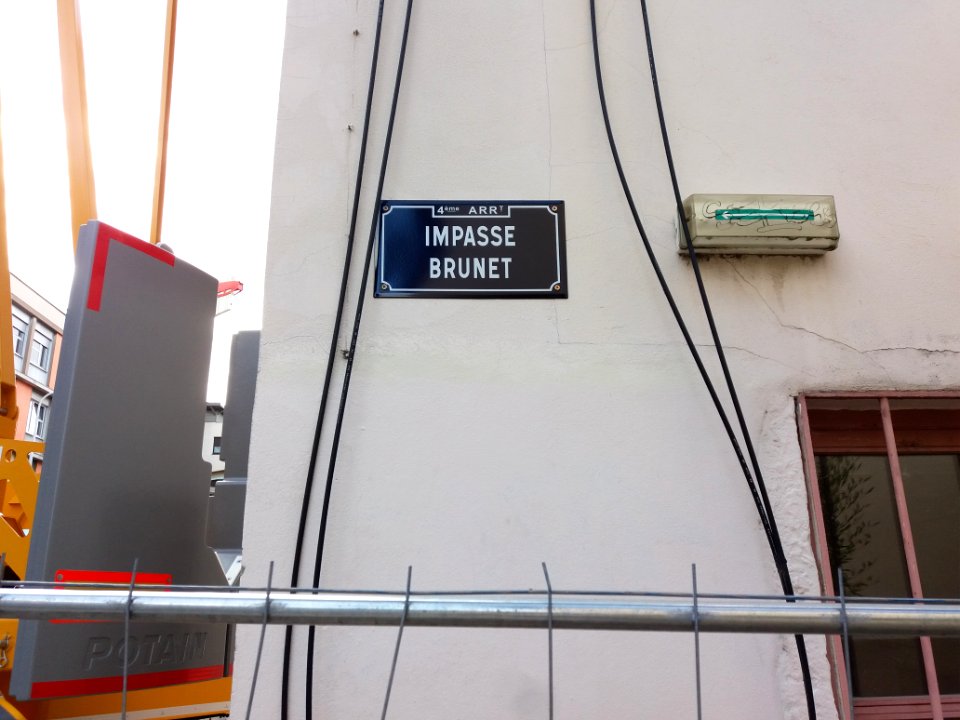 4ème ARRT
IMPASSE
BRUNET
POTAIN